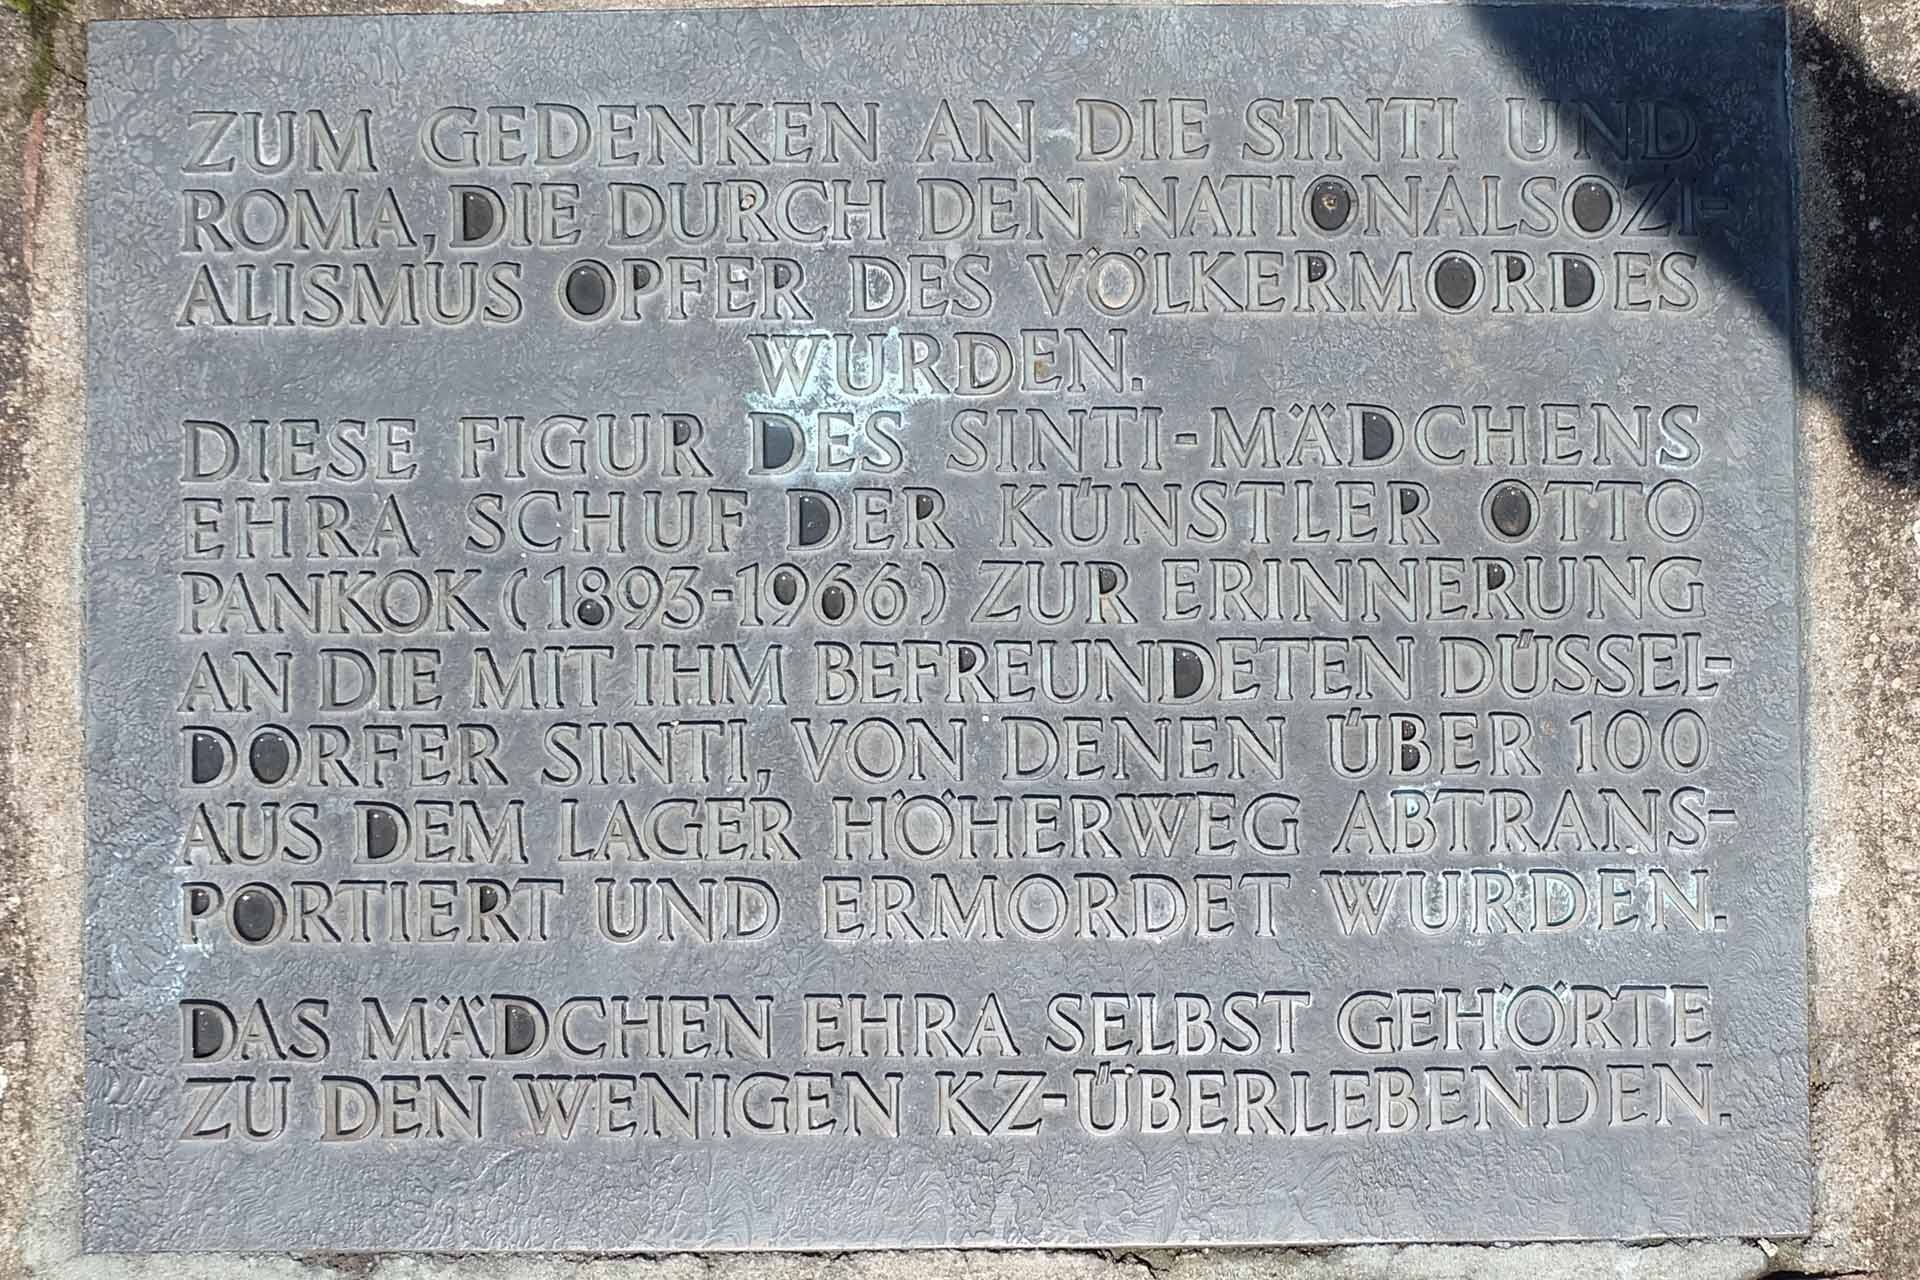 ZUM GEDENKEN AN DIE SINTI UND
ROMA, DIE DURCH DEN NATIONALSOZI-
ALISMUS OPFER DES VÖLKERMORDES
WURDEN.
DIESE FIGUR DES SINTI-MÄDCHENS
EHRA SCHUF DER KÜNSTLER OTTO
PANKOK (1893-1966) ZUR ERINNERUNG
AN DIE MIT IHM BEFREUNDETEN DÜSSEL-
DORFER SINTI, VON DENEN ÜBER 100
AUS DEM LAGER HÖHERWEG ABTRANS-
PORTIERT UND ERMORDET WURDEN.
DAS MÄDCHEN EHRA SELBST GEHÖRTE
ZU DEN WENIGEN KZ-ÜBERLEBENDEN.